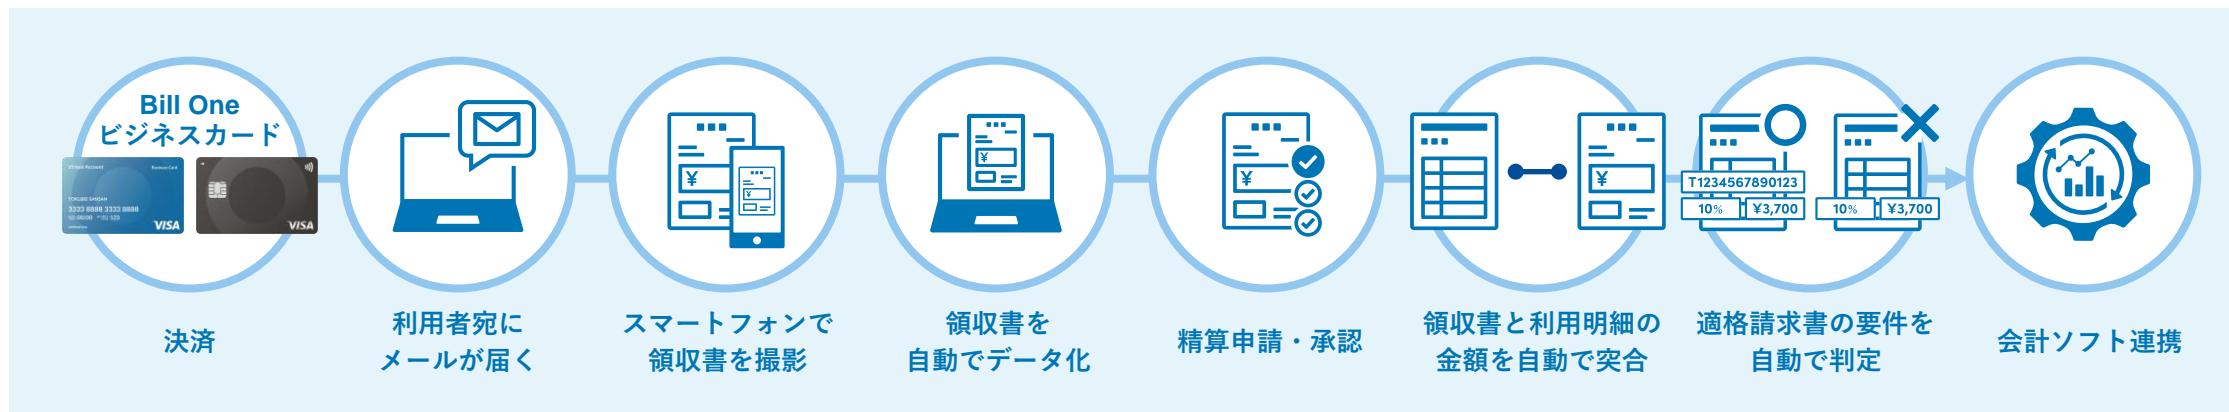 Bill One
ビジネスカード
Virtual Account
Business Card
3333 8888 3333 8888
VISA
VISA
決済
利用者宛に
メールが届く
¥
スマートフォンで
領収書を撮影
¥
領収書を
自動でデータ化
¥
精算申請・承認
¥
領収書と利用明細の
金額を自動で突合
T1234567890123
10%
¥3,700
10%
¥3,700
適格請求書の要件を
自動で判定
会計ソフト連携